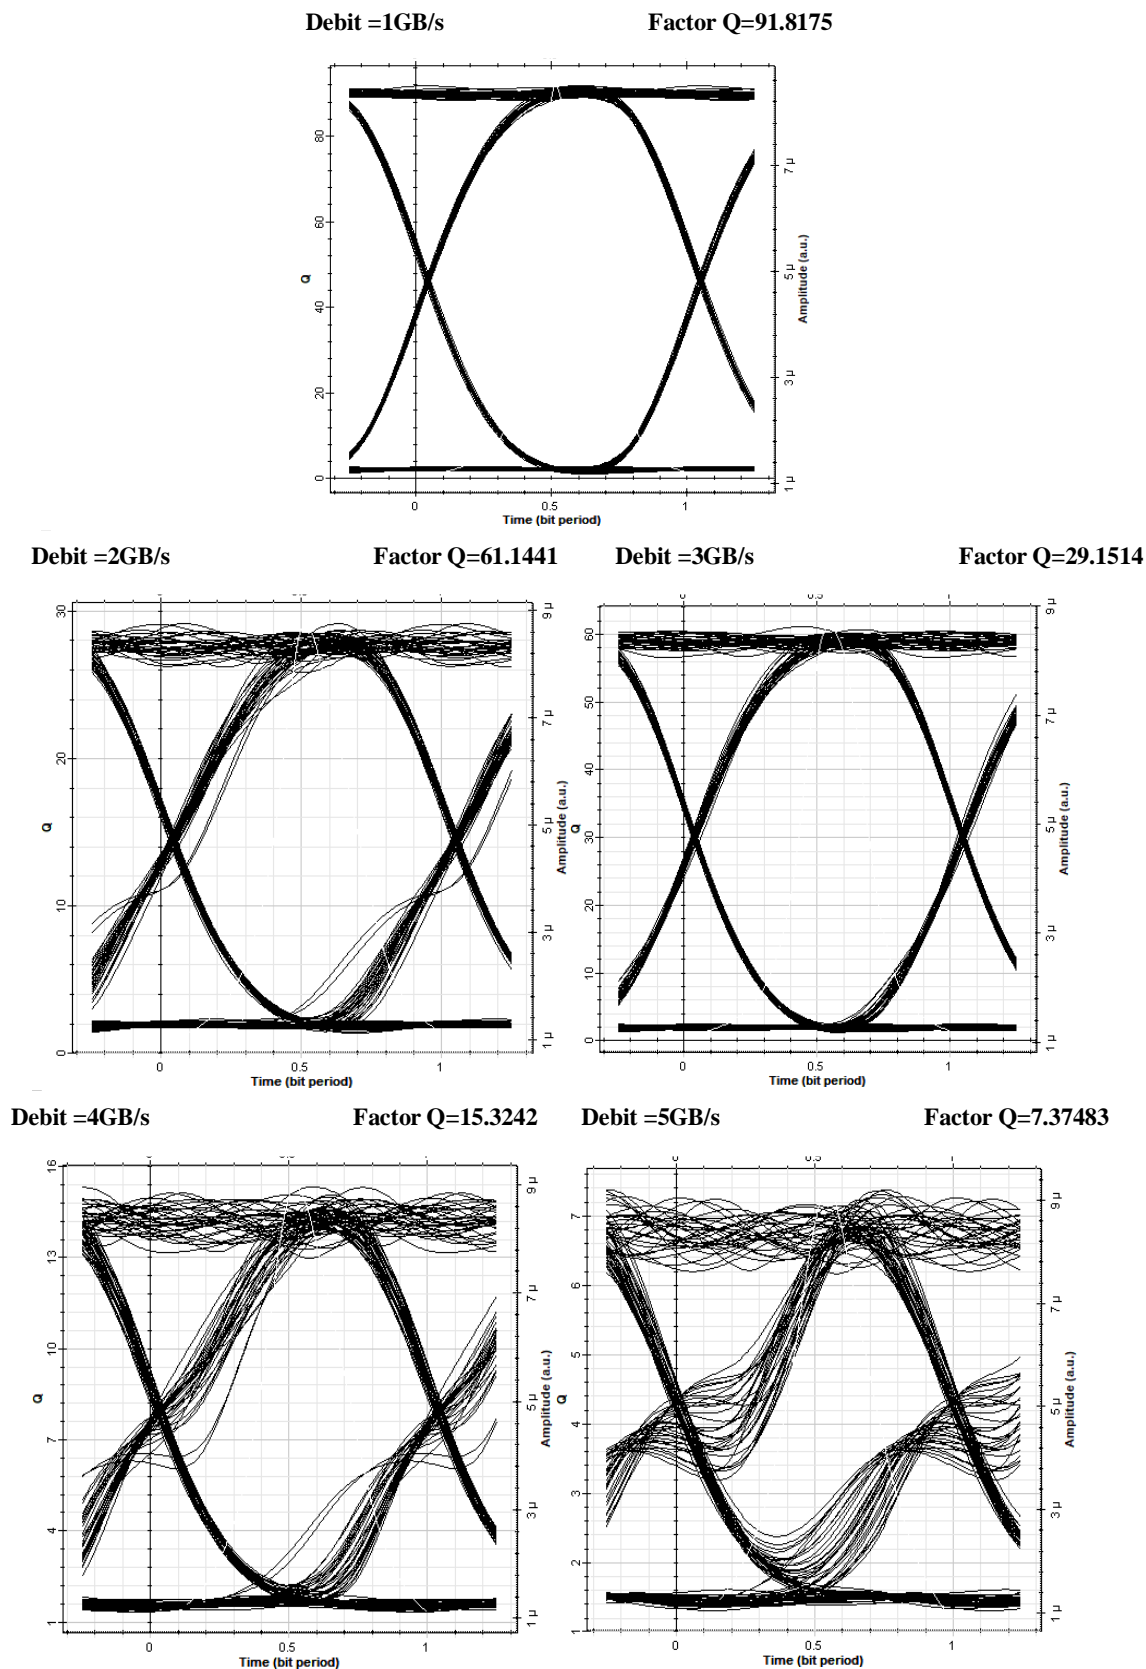 Debit =1GB/s Factor Q=91.8175
80
60
40
20
0
Q
7 µ
5 µ
3 µ
1 µ
Amplitude (a.u.)
0 0.5 1
Time (bit period)
Debit =2GB/s Factor Q=61.1441 Debit =3GB/s Factor Q=29.1514
30
20
10
0
Q
9 µ
7 µ
5 µ
3 µ
1 µ
Amplitude (a.u.)
0 0.5 1
Time (bit period)
60
50
40
30
20
10
0
Q
9 µ
7 µ
5 µ
3 µ
1 µ
Amplitude (a.u.)
0 0.5 1
Time (bit period)
Debit =4GB/s Factor Q=15.3242 Debit =5GB/s Factor Q=7.37483
16
13
10
7
4
1
Q
9 µ
7 µ
5 µ
3 µ
1 µ
Amplitude (a.u.)
0 0.5 1
Time (bit period)
7
6
5
4
3
2
1
Q
9 µ
7 µ
5 µ
3 µ
1 µ
Amplitude (a.u.)
0 0.5 1
Time (bit period)